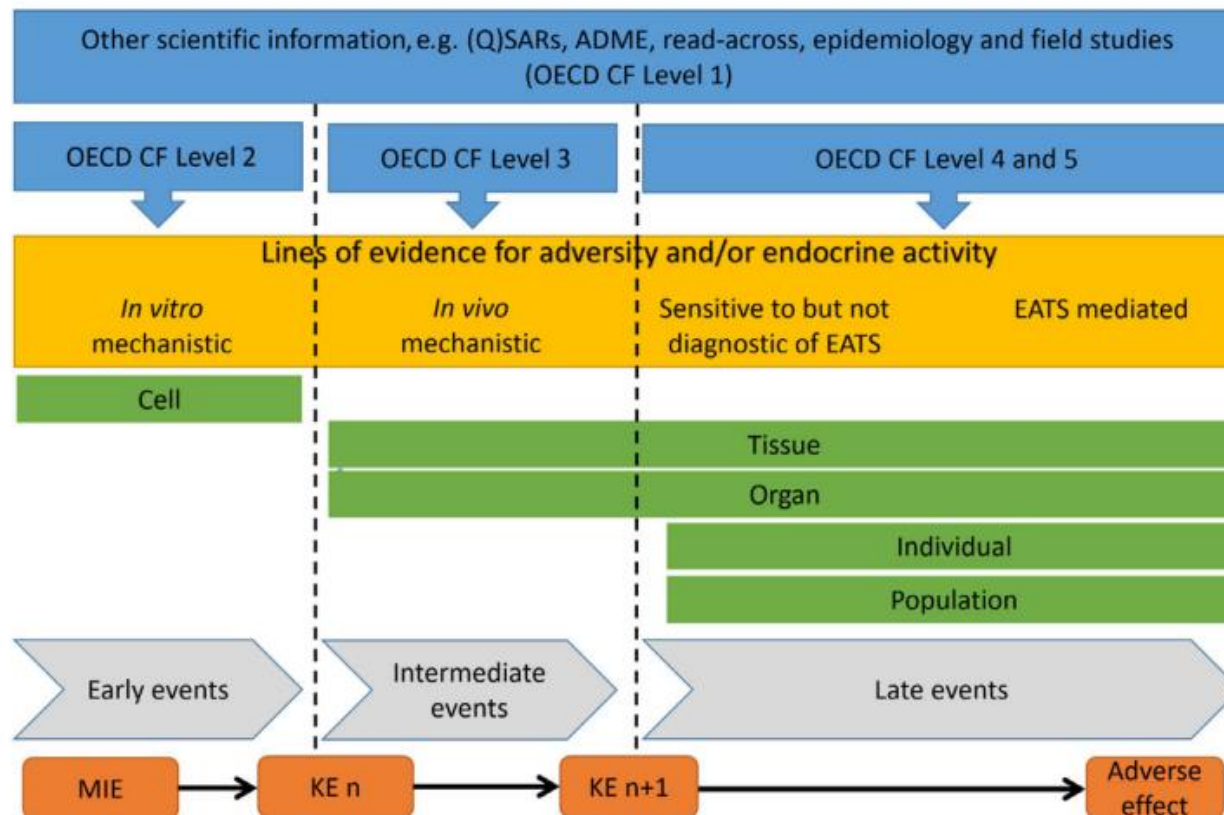 Other scientific information, e.g. (Q)SARs, ADME, read-across, epidemiology and field studies
(OECD CF Level 1)
OECD CF Level 2
OECD CF Level 3
OECD CF Level 4 and 5
Lines of evidence for adversity and/or endocrine activity
In vitro
mechanistic
In vivo
mechanistic
Sensitive to but not
diagnostic of EATS
EATS mediated
Cell
Tissue
Organ
Individual
Population
Early events
Intermediate
events
Late events
MIE
KE n
KE n+1
Adverse
effect